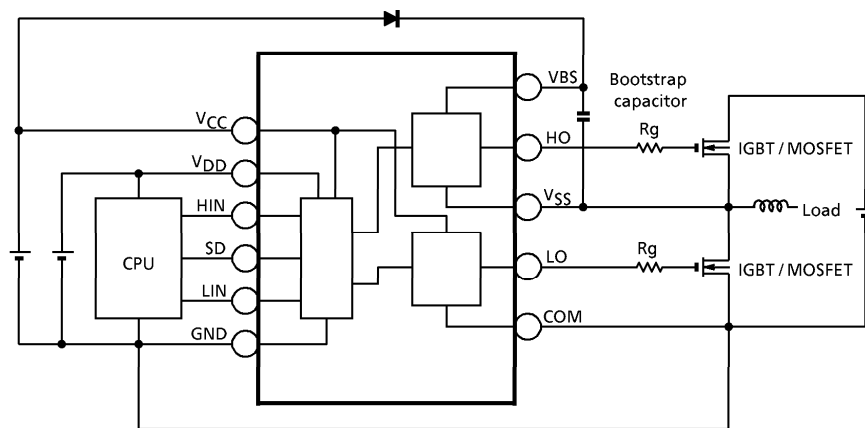 VCC
VDD
HIN
SD
LIN
GND
CPU
VBS
HO
VSS
LO
COM
Bootstrap
capacitor
Rg
IGBT / MOSFET
Load
Rg
IGBT / MOSFET